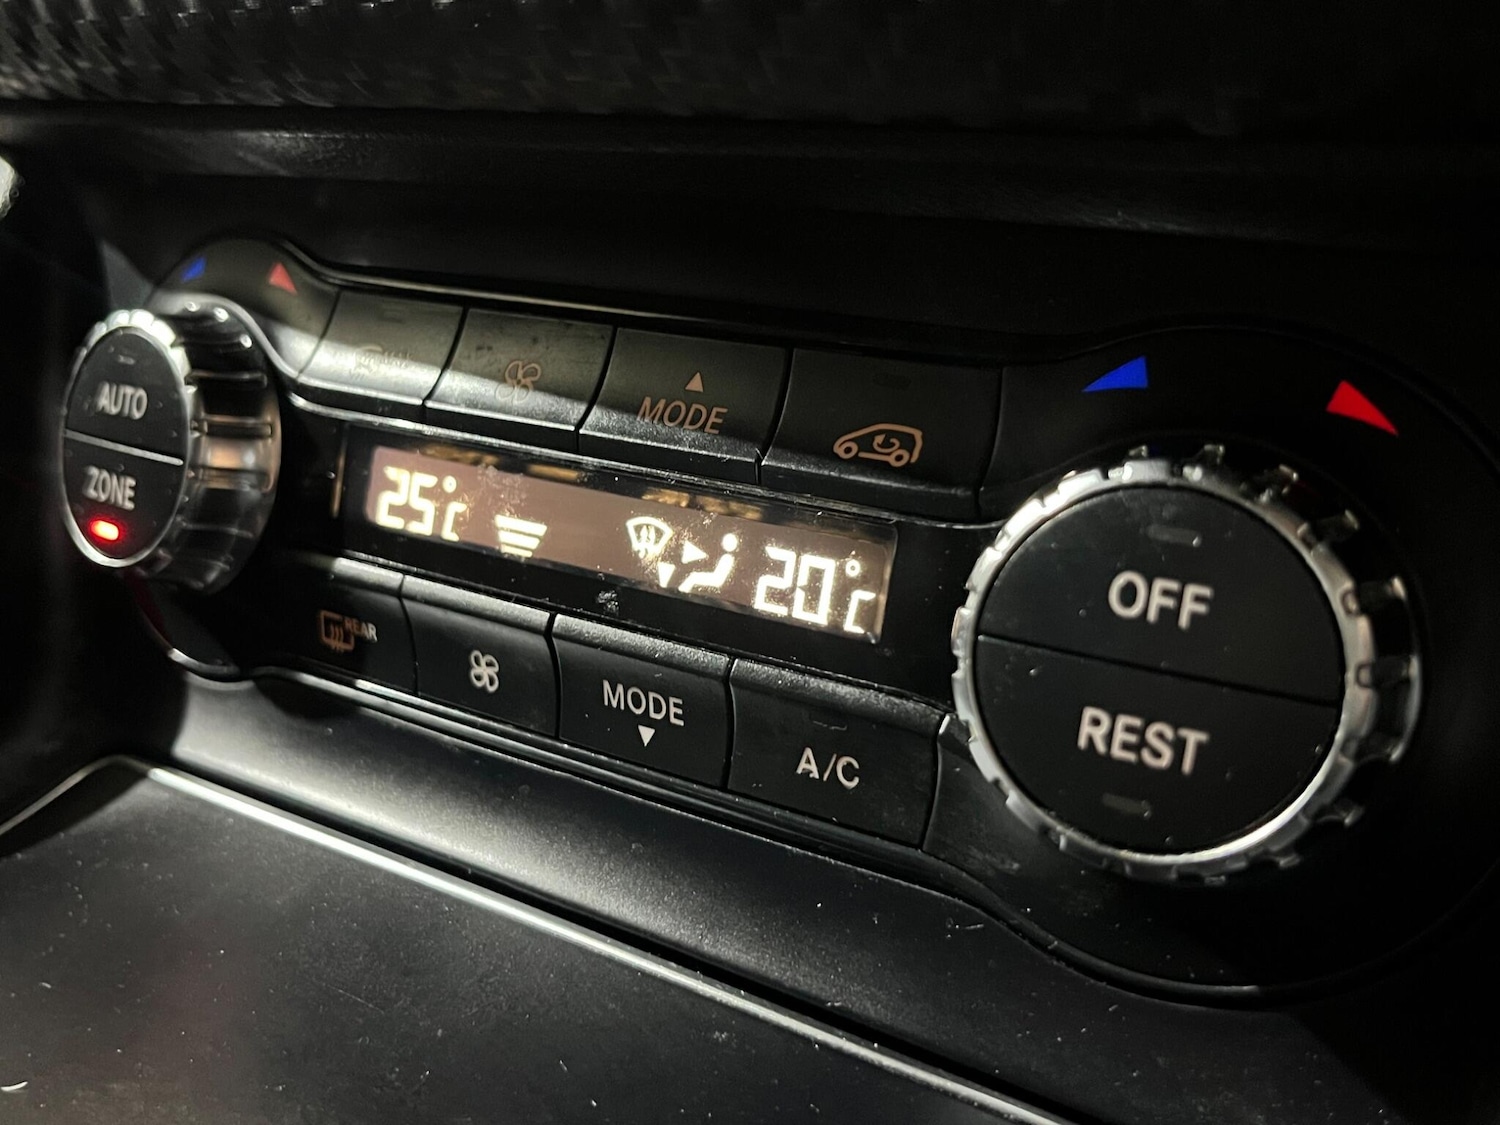 AUTO
ZONE
MODE
25°C
20°C
REAR
MODE
A/C
OFF
REST